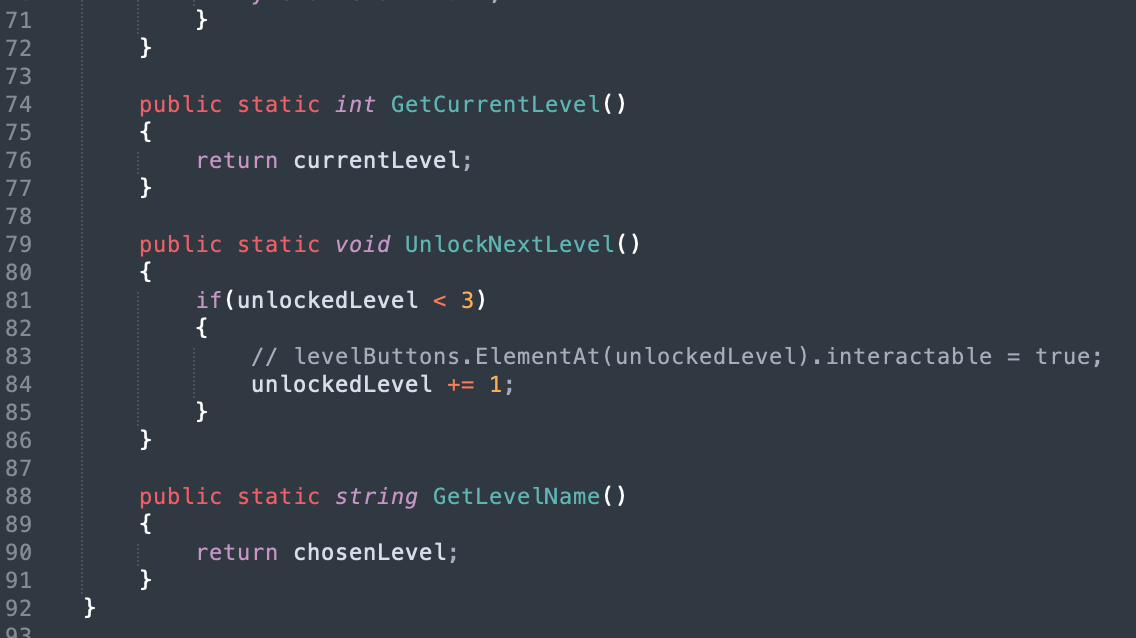 71 }
72 }
73
74 public static int GetCurrentLevel()
75 {
76 return currentLevel;
77 }
78
79 public static void UnlockNextLevel()
80 {
81 if(unlockedLevel < 3)
82 {
83 // levelButtons.ElementAt(unlockedLevel).interactable = true;
84 unlockedLevel += 1;
85 }
86 }
87
88 public static string GetLevelName()
89 {
90 return chosenLevel;
91 }
92 }
93